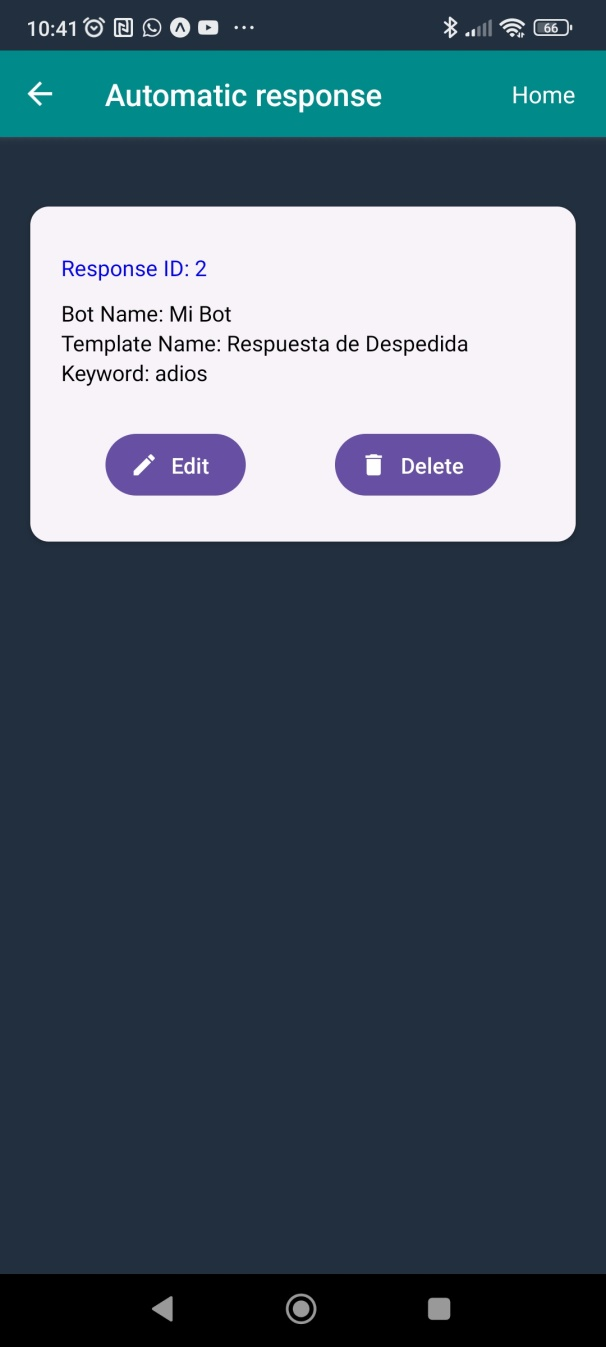 10:41
66
Automatic response
Home
Response ID: 2
Bot Name: Mi Bot
Template Name: Respuesta de Despedida
Keyword: adios
Edit
Delete